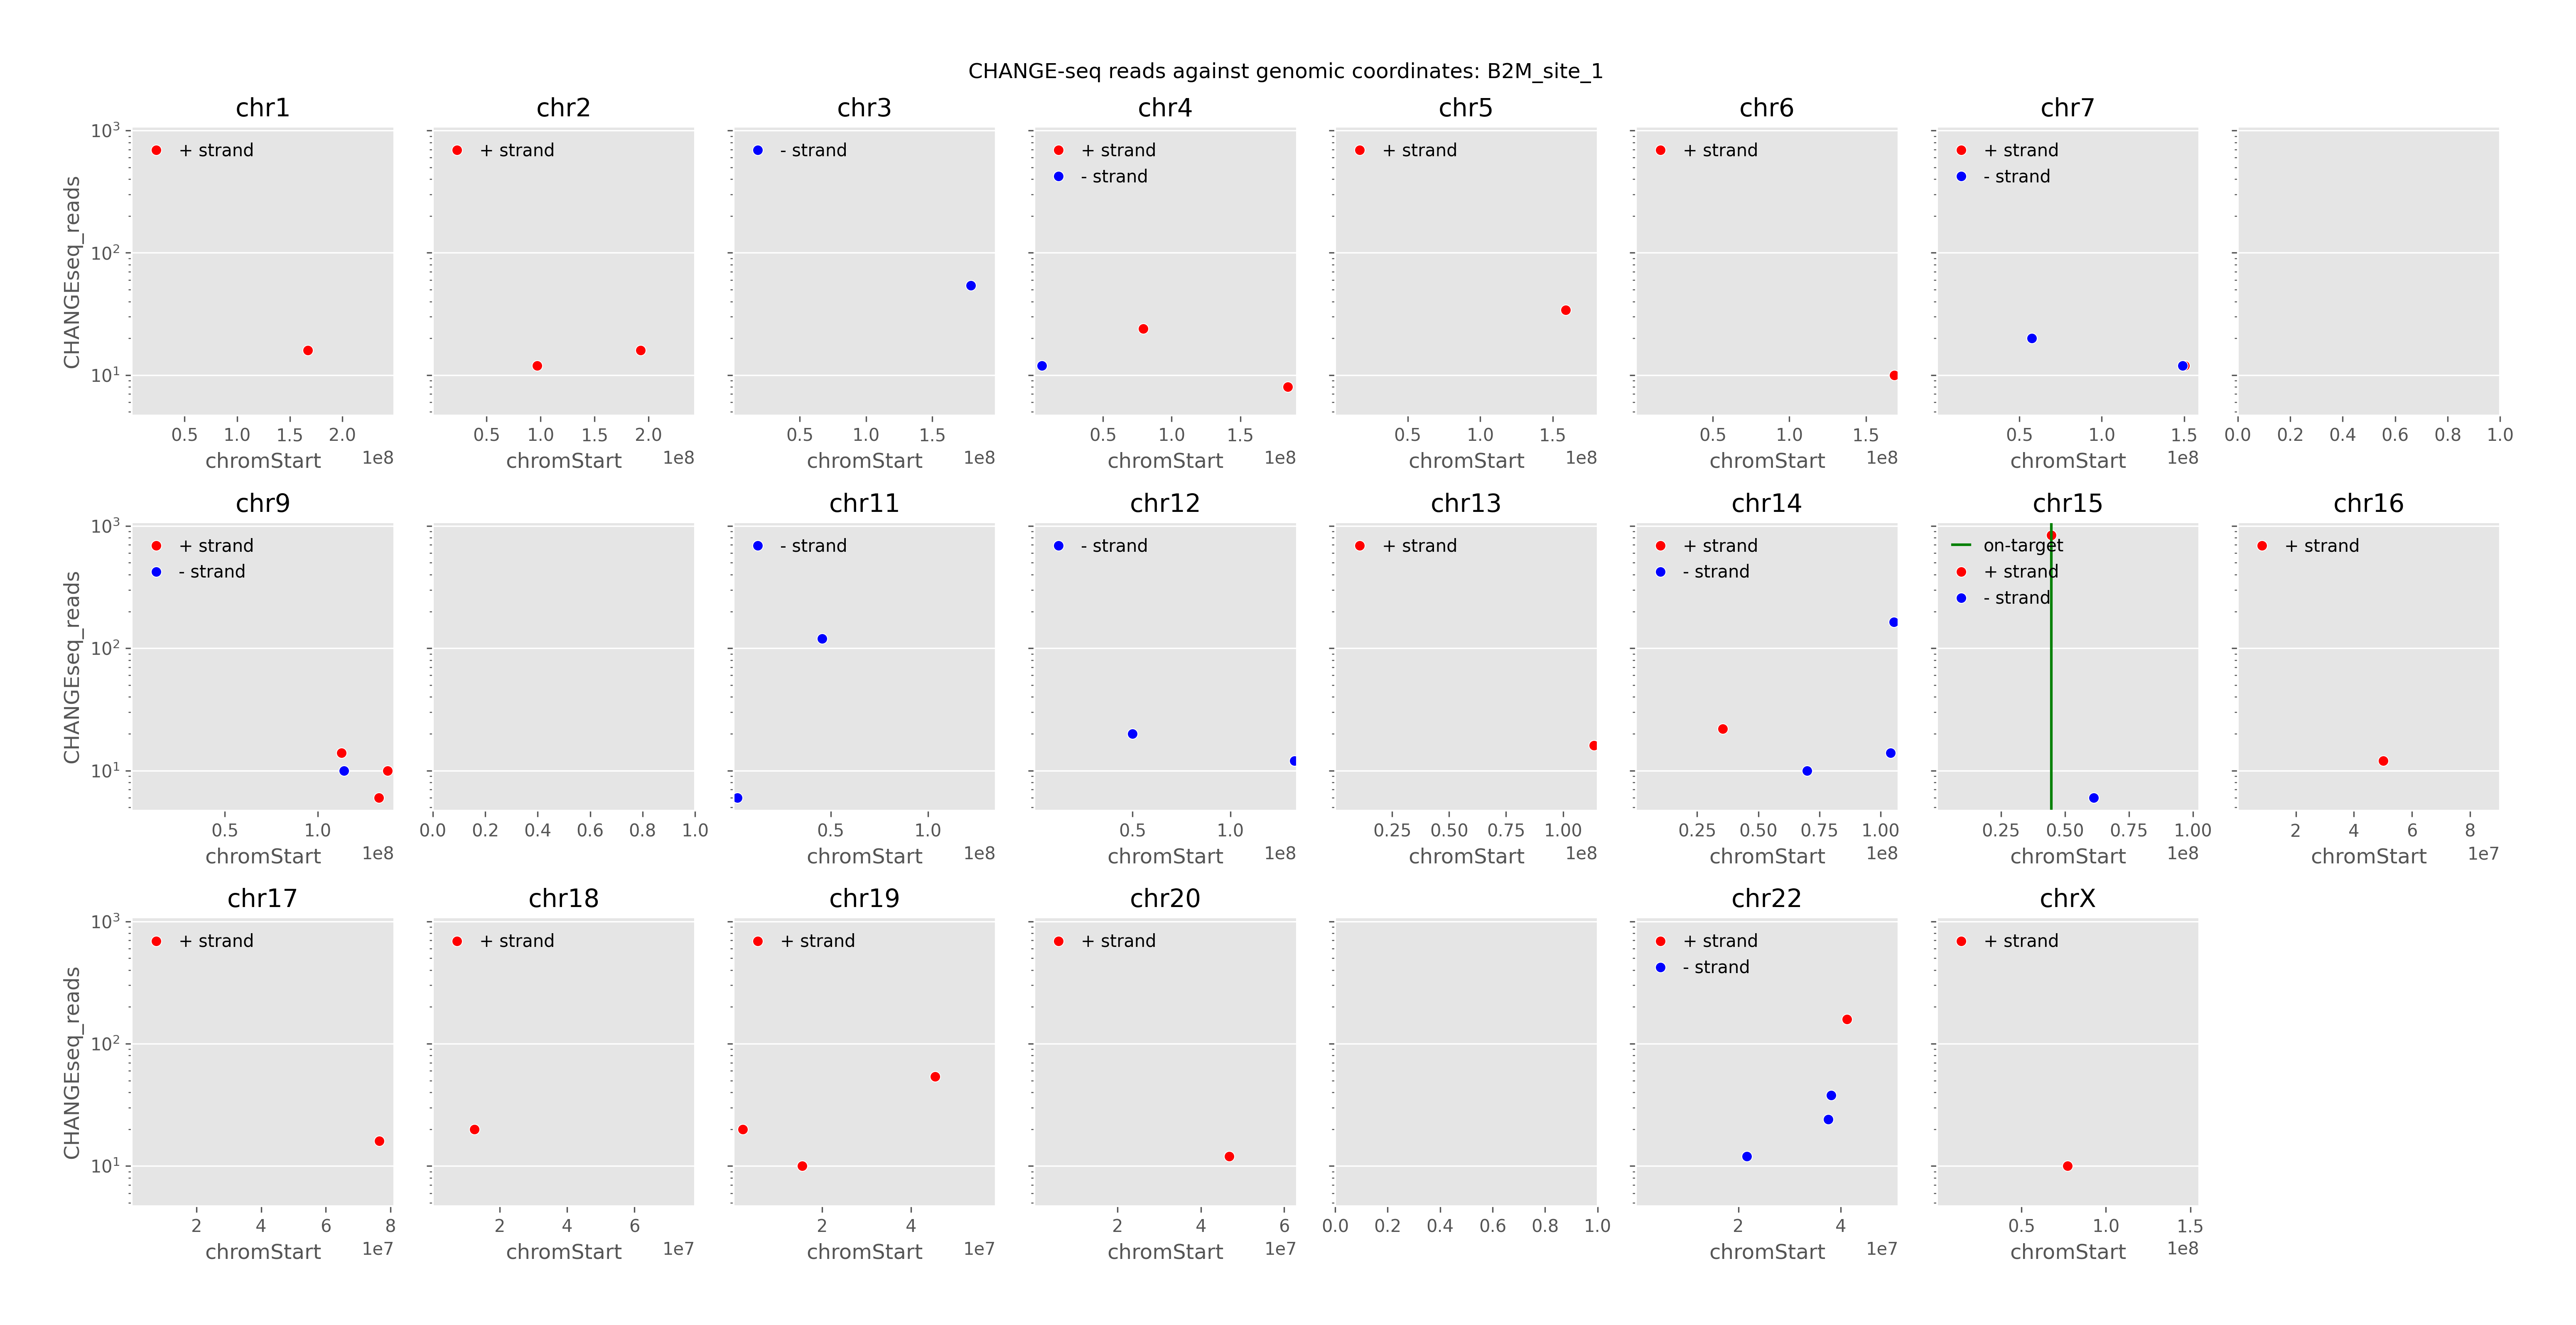 CHANGE-seq reads against genomic coordinates: B2M_site_1
chr1 chr2 chr3 chr4 chr5 chr6 chr7
10³
+ strand + strand - strand + strand + strand + strand + strand
- strand - strand
CHANGEseq_reads
10²
10¹
0.5 1.0 1.5 2.0 0.5 1.0 1.5 2.0 0.5 1.0 1.5 0.5 1.0 1.5 0.5 1.0 1.5 0.5 1.0 1.5 0.5 1.0 1.5 0.0 0.2 0.4 0.6 0.8 1.0
chromStart 1e8 chromStart 1e8 chromStart 1e8 chromStart 1e8 chromStart 1e8 chromStart 1e8 chromStart 1e8
chr9 chr11 chr12 chr13 chr14 chr15 chr16
10³
+ strand - strand - strand + strand + strand on-target + strand
- strand - strand + strand
- strand
CHANGEseq_reads
10²
10¹
0.5 1.0 0.0 0.2 0.4 0.6 0.8 1.0 0.5 1.0 0.5 1.0 0.25 0.50 0.75 1.00 0.25 0.50 0.75 1.00 0.25 0.50 0.75 1.00 2 4 6 8
chromStart 1e8 chromStart 1e8 chromStart 1e8 chromStart 1e8 chromStart 1e8 chromStart 1e8 chromStart 1e7
chr17 chr18 chr19 chr20 chr22 chrX
10³
+ strand + strand + strand + strand + strand + strand
- strand
CHANGEseq_reads
10²
10¹
2 4 6 8 2 4 6 2 4 2 4 6 0.0 0.2 0.4 0.6 0.8 1.0 2 4 0.5 1.0 1.5
chromStart 1e7 chromStart 1e7 chromStart 1e7 chromStart 1e7 chromStart 1e7 chromStart 1e8